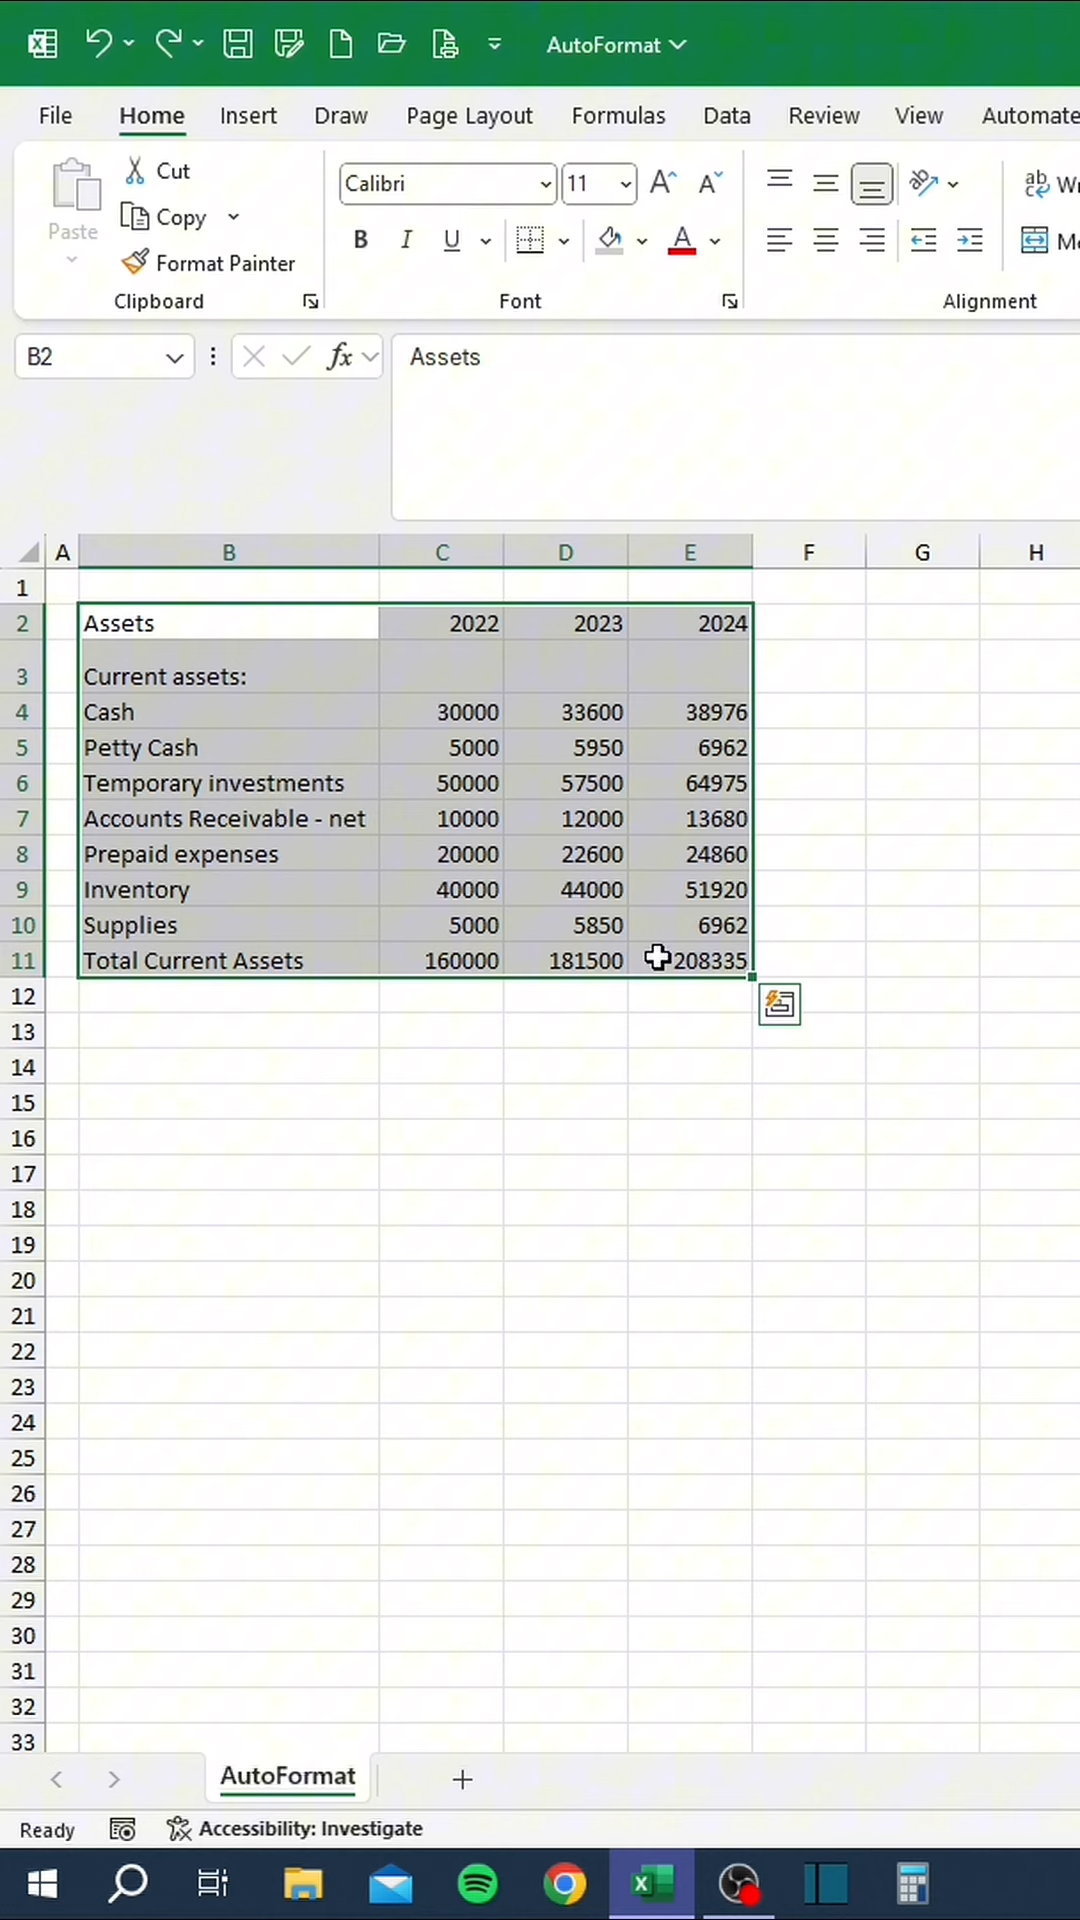 AutoFormat
File Home Insert Draw Page Layout Formulas Data Review View Automate
Cut
Calibri 11 A A ab Wr
Copy
Paste
B I U A Me
Format Painter
Clipboard Font Alignment
B2 fx Assets
A B C D E F G H
1
2 Assets 2022 2023 2024
3 Current assets:
4 Cash 30000 33600 38976
5 Petty Cash 5000 5950 6962
6 Temporary investments 50000 57500 64975
7 Accounts Receivable - net 10000 12000 13680
8 Prepaid expenses 20000 22600 24860
9 Inventory 40000 44000 51920
10 Supplies 5000 5850 6962
11 Total Current Assets 160000 181500 208335
12
13
14
15
16
17
18
19
20
21
22
23
24
25
26
27
28
29
30
31
32
33
AutoFormat
Ready Accessibility: Investigate